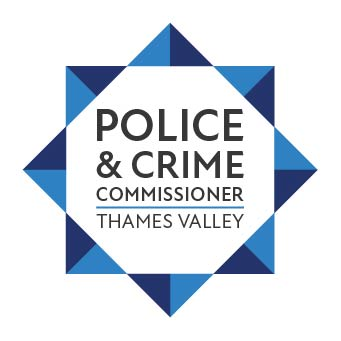 POLICE
& CRIME
COMMISSIONER
THAMES VALLEY